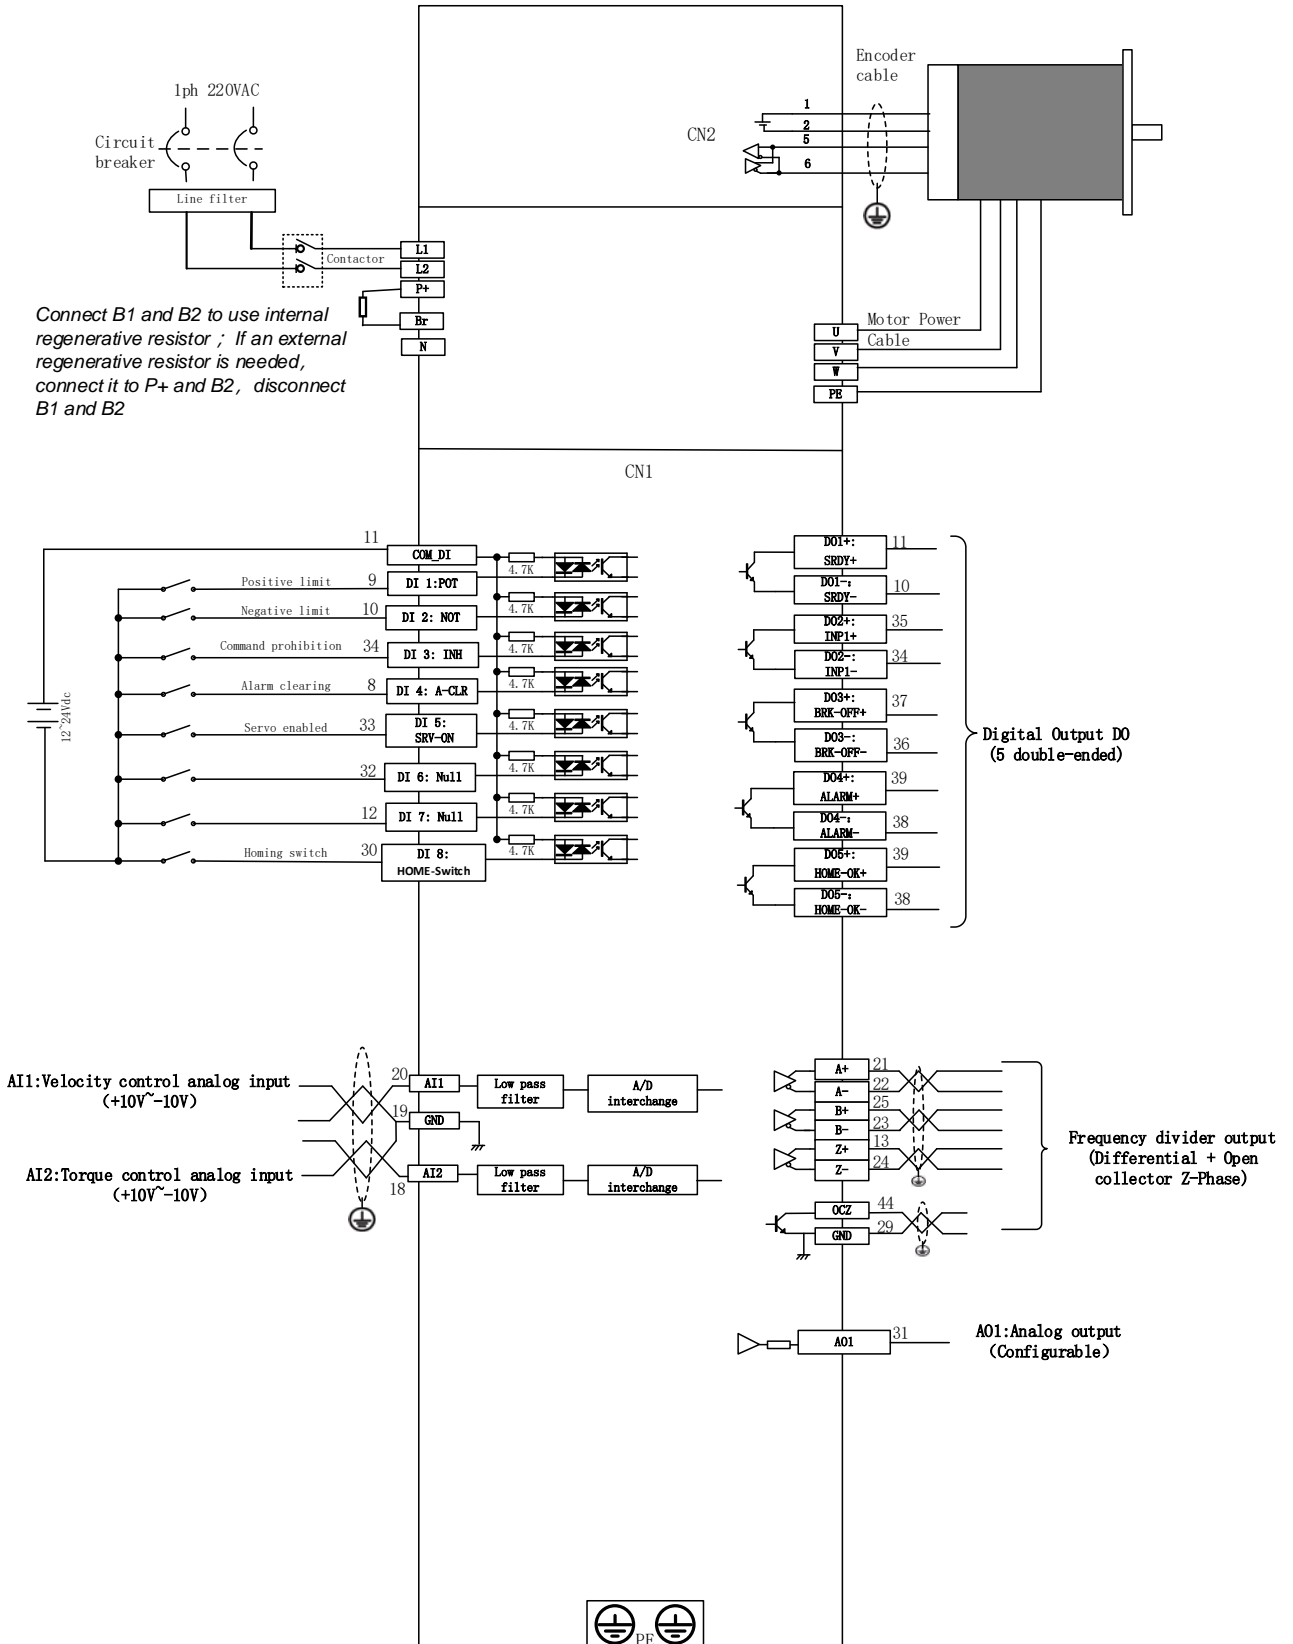 1ph 220VAC
Circuit
breaker
Line filter
Contactor
L1
L2
P+
Br
N
Connect B1 and B2 to use internal
regenerative resistor ; If an external
regenerative resistor is needed,
connect it to P+ and B2, disconnect
B1 and B2
Encoder
cable
CN2
1
2
5
6
Motor Power
Cable
U
V
W
PE
CN1
12~24Vdc
11
COM_DI
4.7K
Positive limit
9
DI 1:POT
Negative limit
10
DI 2: NOT
4.7K
Command prohibition
34
DI 3: INH
4.7K
Alarm clearing
8
DI 4: A-CLR
4.7K
Servo enabled
33
DI 5:
SRV-ON
4.7K
32
DI 6: Null
4.7K
12
DI 7: Null
4.7K
Homing switch
30
DI 8:
HOME-Switch
4.7K
DO1+:
SRDY+
11
DO1-:
SRDY-
10
DO2+:
INP1+
35
DO2-:
INP1-
34
DO3+:
BRK-OFF+
37
DO3-:
BRK-OFF-
36
DO4+:
ALARM+
39
DO4-:
ALARM-
38
DO5+:
HOME-OK+
39
DO5-:
HOME-OK-
38
Digital Output DO
(5 double-ended)
AI1:Velocity control analog input
(+10V~-10V)
20
AI1
Low pass
filter
A/D
interchange
19
GND
AI2:Torque control analog input
(+10V~-10V)
18
AI2
Low pass
filter
A/D
interchange
A+
21
A-
22
B+
25
B-
23
Z+
13
Z-
24
OCZ
44
GND
29
Frequency divider output
(Differential + Open
collector Z-Phase)
AO1
31
AO1:Analog output
(Configurable)
PE